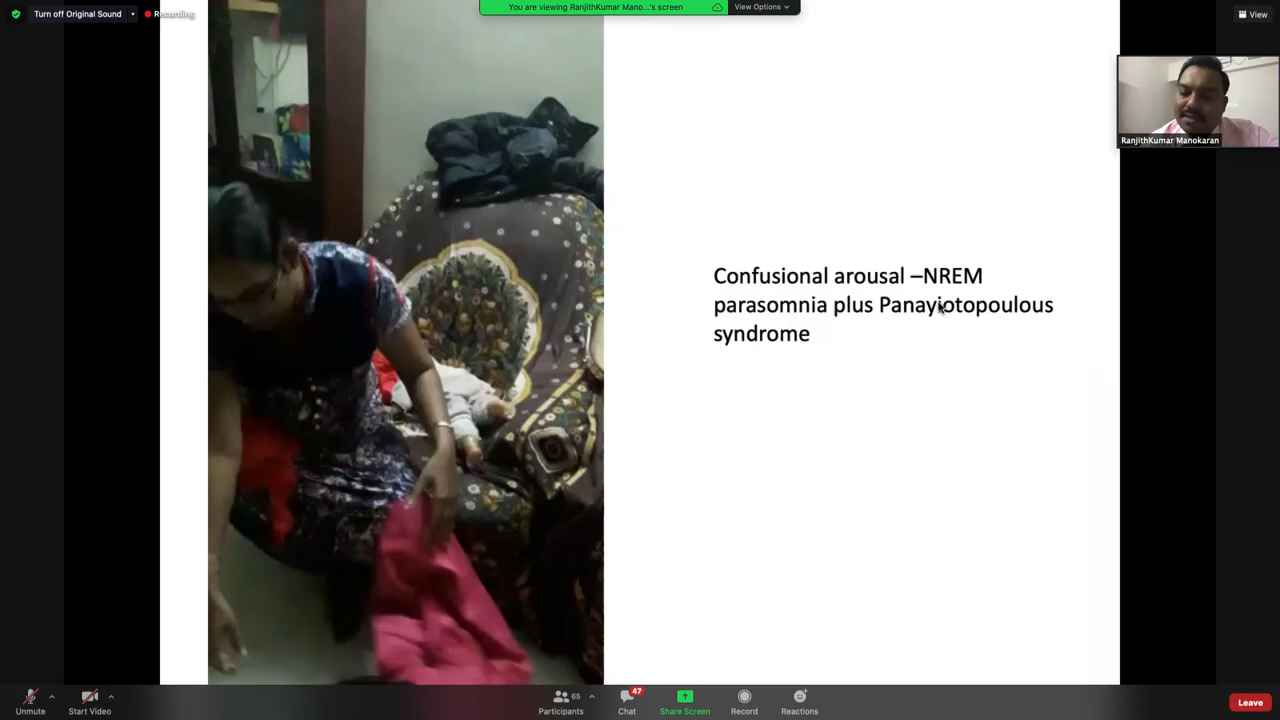 You are viewing RanjithKumar Mano...'s screen
View Options
Turn off Original Sound
Recording
View
RanjithKumar Manokaran
Confusional arousal –NREM
parasomnia plus Panayiotopoulous
syndrome
Unmute
Start Video
65
Participants
47
Chat
Share Screen
Record
Reactions
Leave